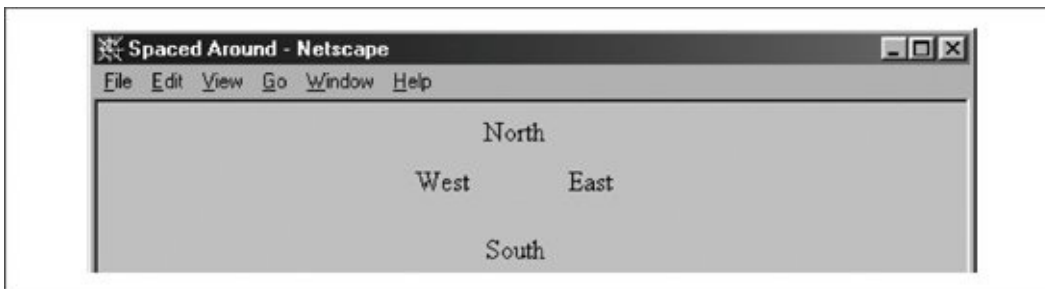 Spaced Around - Netscape
File Edit View Go Window Help
North
West East
South